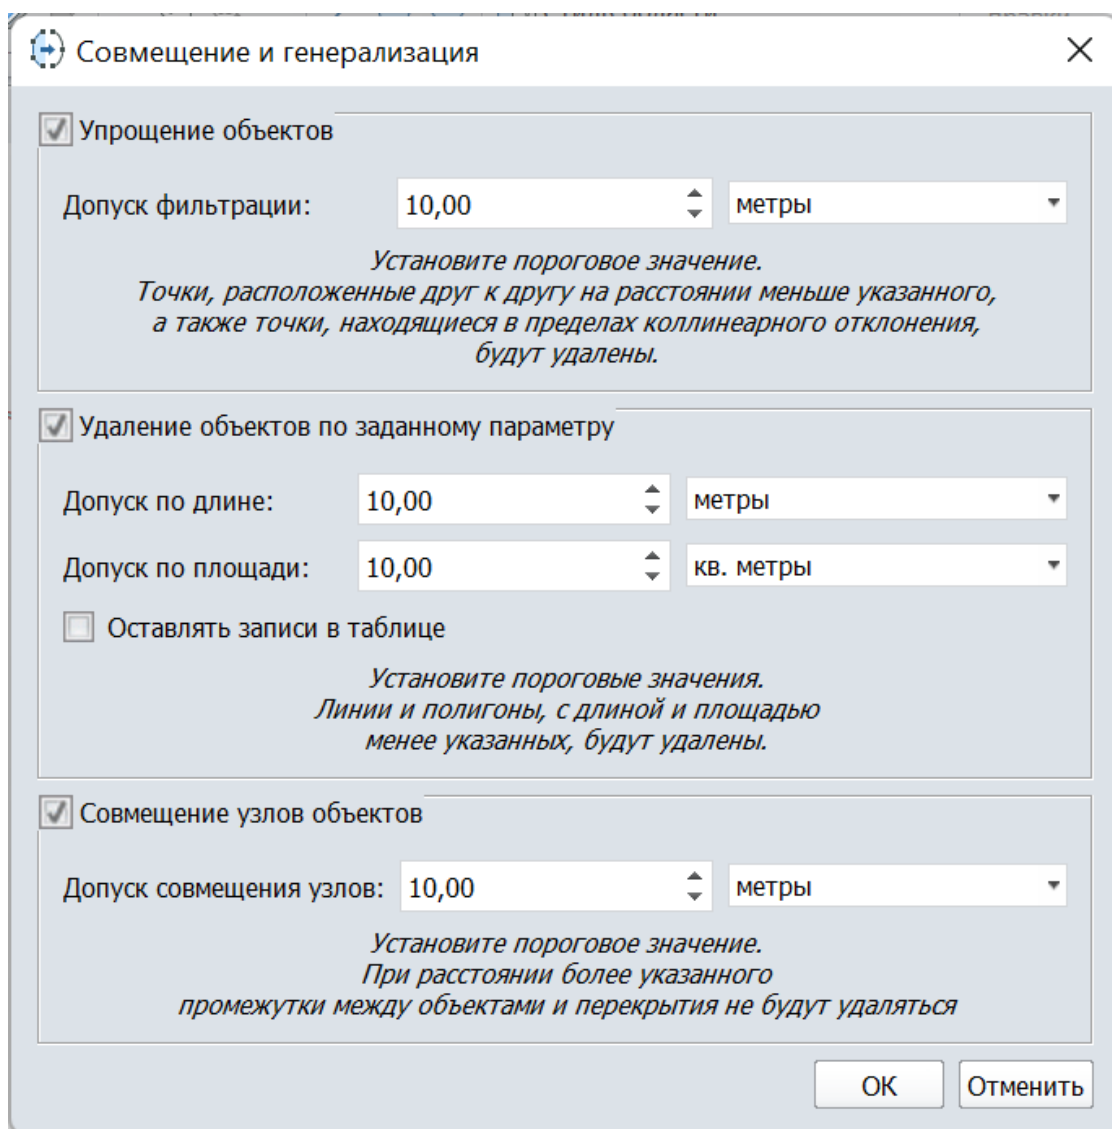 Совмещение и генерализация
Упрощение объектов
Допуск фильтрации: 10,00 метры
Установите пороговое значение.
Точки, расположенные друг к другу на расстоянии меньше указанного,
а также точки, находящиеся в пределах коллинеарного отклонения,
будут удалены.
Удаление объектов по заданному параметру
Допуск по длине: 10,00 метры
Допуск по площади: 10,00 кв. метры
Оставлять записи в таблице
Установите пороговые значения.
Линии и полигоны, с длиной и площадью
менее указанных, будут удалены.
Совмещение узлов объектов
Допуск совмещения узлов: 10,00 метры
Установите пороговое значение.
При расстоянии более указанного
промежутки между объектами и перекрытия не будут удаляться
ОК Отменить